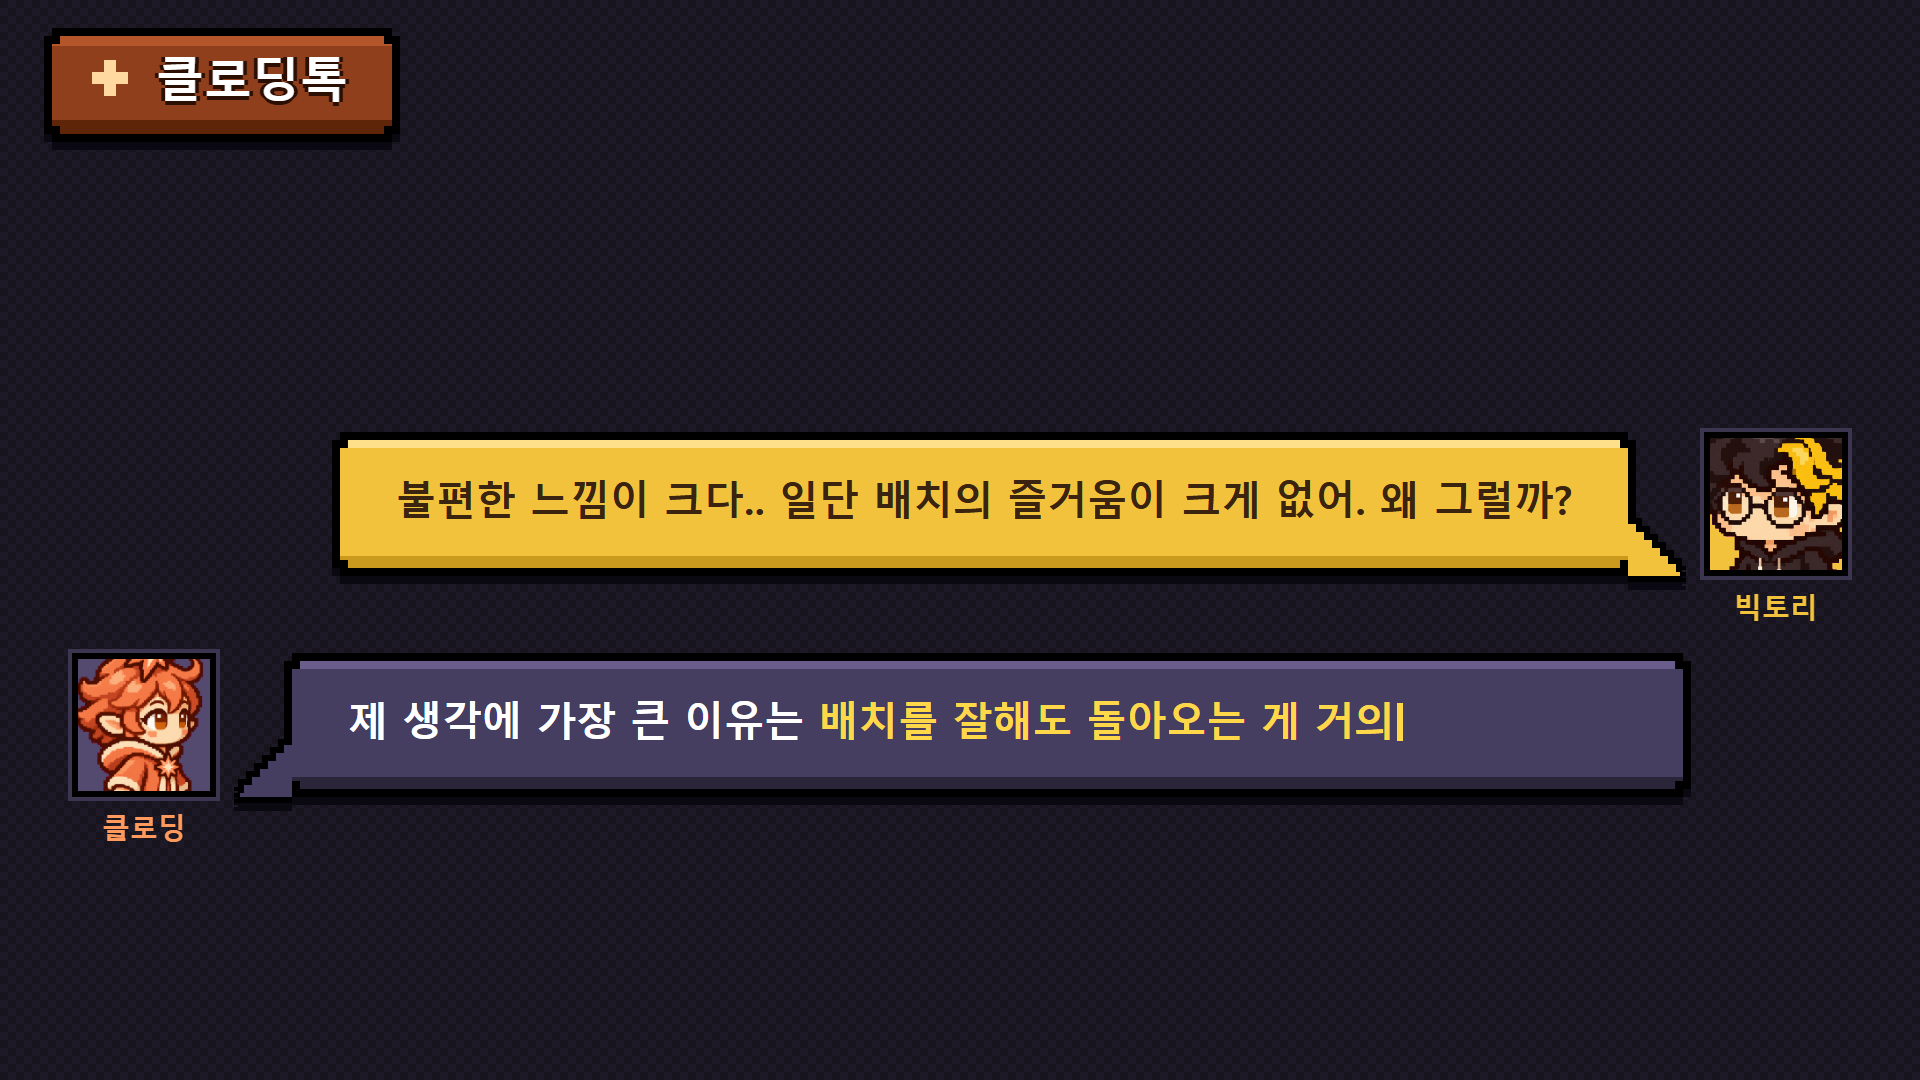 클로딩톡
불편한 느낌이 크다.. 일단 배치의 즐거움이 크게 없어. 왜 그럴까?
빅토리
제 생각에 가장 큰 이유는 배치를 잘해도 돌아오는 게 거의
클로딩